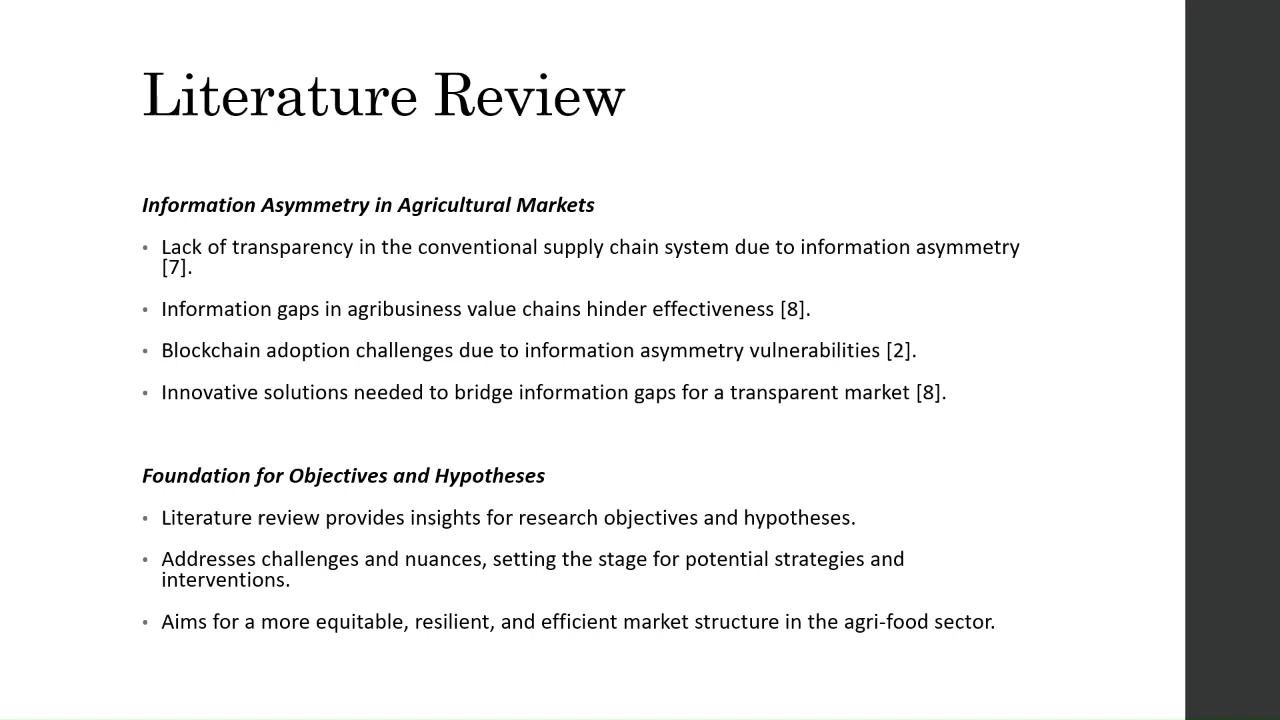 Literature Review
Information Asymmetry in Agricultural Markets
• Lack of transparency in the conventional supply chain system due to information asymmetry
[7].
• Information gaps in agribusiness value chains hinder effectiveness [8].
• Blockchain adoption challenges due to information asymmetry vulnerabilities [2].
• Innovative solutions needed to bridge information gaps for a transparent market [8].
Foundation for Objectives and Hypotheses
• Literature review provides insights for research objectives and hypotheses.
• Addresses challenges and nuances, setting the stage for potential strategies and
interventions.
• Aims for a more equitable, resilient, and efficient market structure in the agri-food sector.